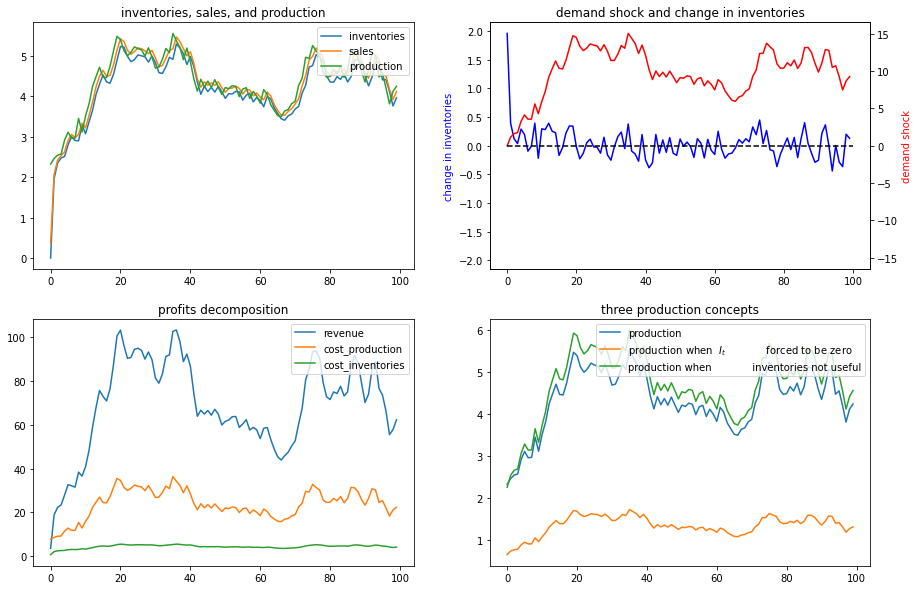 inventories, sales, and production
inventories
sales
production
5
4
3
2
1
0
0 20 40 60 80 100
demand shock and change in inventories
change in inventories
2.0
1.5
1.0
0.5
0.0
−0.5
−1.0
−1.5
−2.0
15
10
5
0
−5
−10
−15
demand shock
0 20 40 60 80 100
profits decomposition
revenue
cost_production
cost_inventories
100
80
60
40
20
0
0 20 40 60 80 100
three production concepts
production
production when I_t forced to be zero
production when inventories not useful
6
5
4
3
2
1
0 20 40 60 80 100